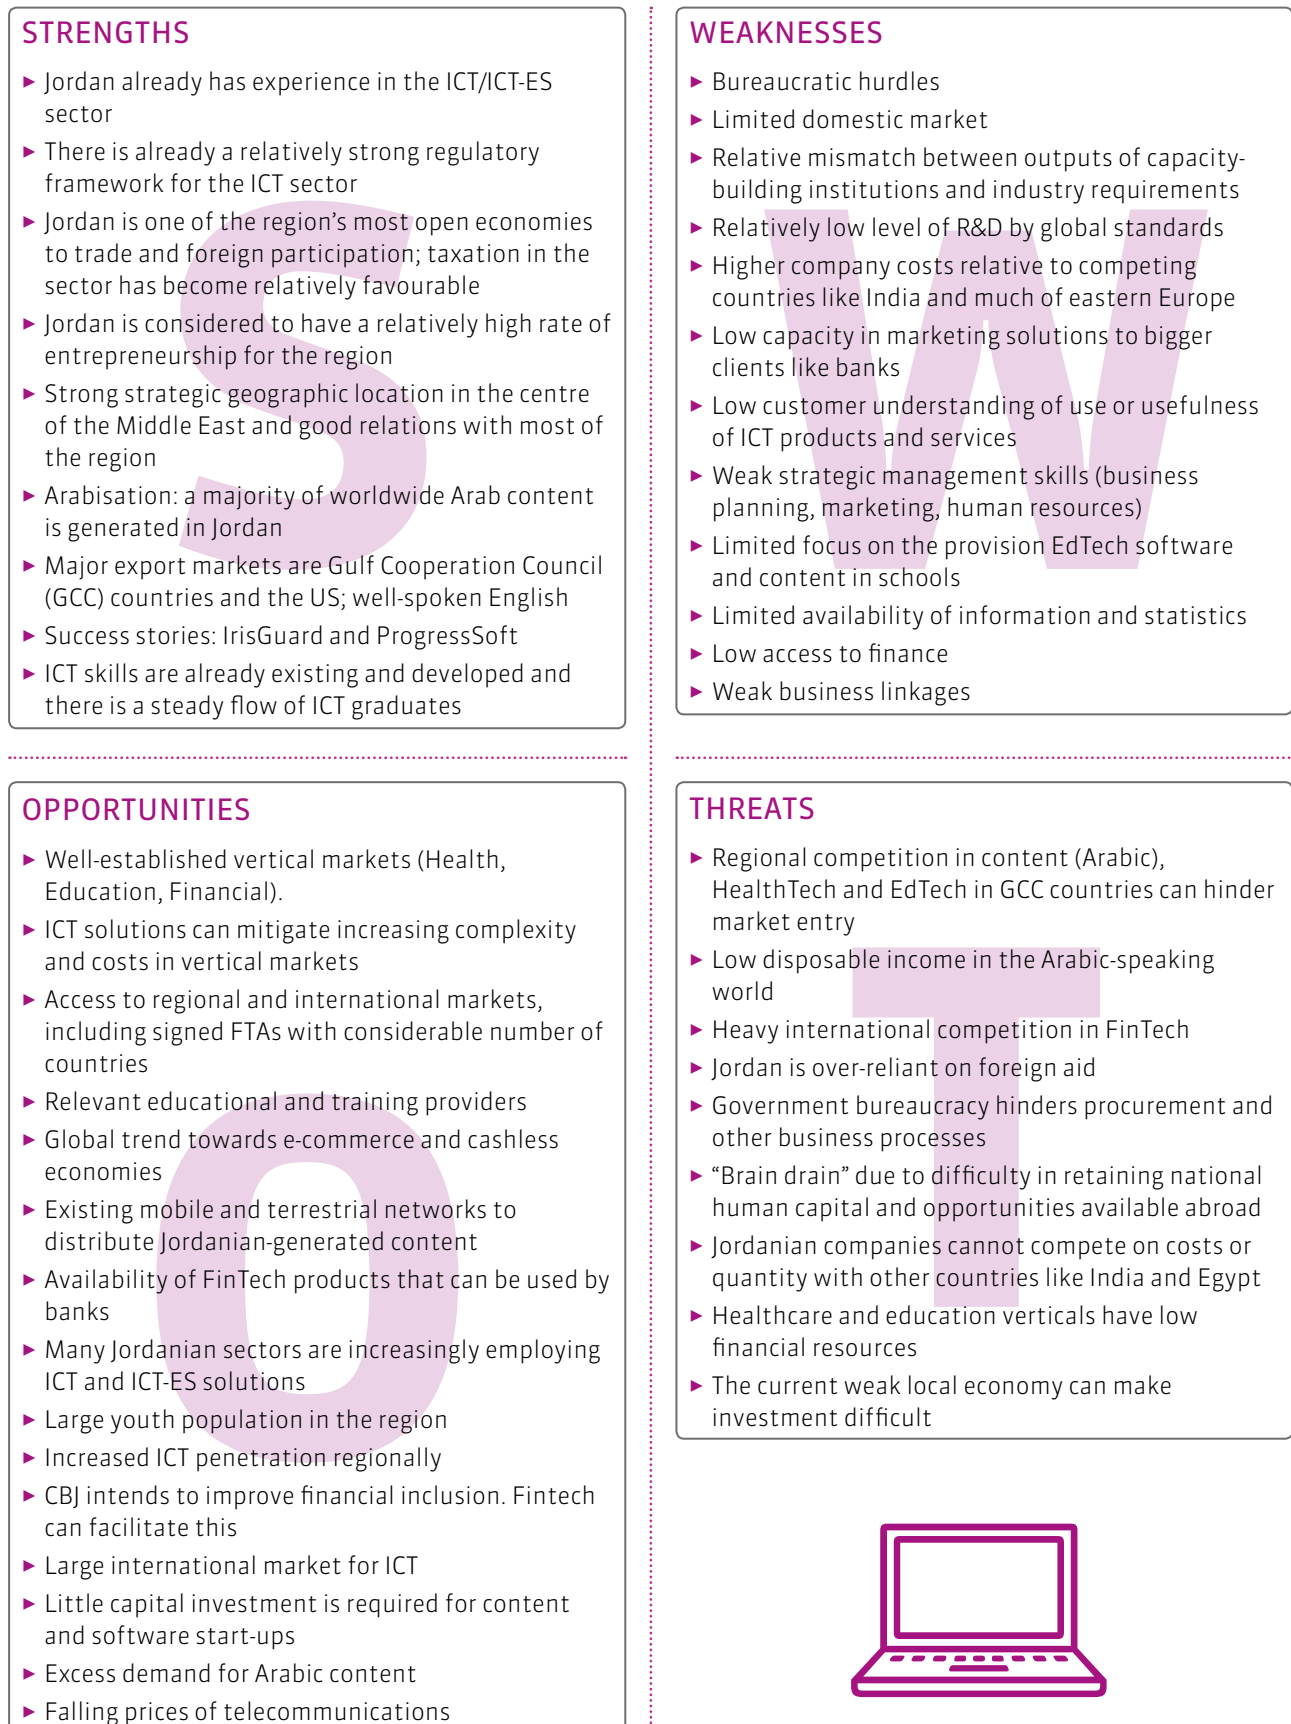 STRENGTHS
► Jordan already has experience in the ICT/ICT-ES
sector
► There is already a relatively strong regulatory
framework for the ICT sector
► Jordan is one of the region's most open economies
to trade and foreign participation; taxation in the
sector has become relatively favourable
► Jordan is considered to have a relatively high rate of
entrepreneurship for the region
► Strong strategic geographic location in the centre
of the Middle East and good relations with most of
the region
► Arabisation: a majority of worldwide Arab content
is generated in Jordan
► Major export markets are Gulf Cooperation Council
(GCC) countries and the US; well-spoken English
► Success stories: IrisGuard and ProgressSoft
► ICT skills are already existing and developed and
there is a steady flow of ICT graduates
S
WEAKNESSES
► Bureaucratic hurdles
► Limited domestic market
► Relative mismatch between outputs of capacity-
building institutions and industry requirements
► Relatively low level of R&D by global standards
► Higher company costs relative to competing
countries like India and much of eastern Europe
► Low capacity in marketing solutions to bigger
clients like banks
► Low customer understanding of use or usefulness
of ICT products and services
► Weak strategic management skills (business
planning, marketing, human resources)
► Limited focus on the provision EdTech software
and content in schools
► Limited availability of information and statistics
► Low access to finance
► Weak business linkages
W
OPPORTUNITIES
► Well-established vertical markets (Health,
Education, Financial).
► ICT solutions can mitigate increasing complexity
and costs in vertical markets
► Access to regional and international markets,
including signed FTAs with considerable number of
countries
► Relevant educational and training providers
► Global trend towards e-commerce and cashless
economies
► Existing mobile and terrestrial networks to
distribute Jordanian-generated content
► Availability of FinTech products that can be used by
banks
► Many Jordanian sectors are increasingly employing
ICT and ICT-ES solutions
► Large youth population in the region
► Increased ICT penetration regionally
► CBJ intends to improve financial inclusion. Fintech
can facilitate this
► Large international market for ICT
► Little capital investment is required for content
and software start-ups
► Excess demand for Arabic content
► Falling prices of telecommunications
O
THREATS
► Regional competition in content (Arabic),
HealthTech and EdTech in GCC countries can hinder
market entry
► Low disposable income in the Arabic-speaking
world
► Heavy international competition in FinTech
► Jordan is over-reliant on foreign aid
► Government bureaucracy hinders procurement and
other business processes
► “Brain drain” due to difficulty in retaining national
human capital and opportunities available abroad
► Jordanian companies cannot compete on costs or
quantity with other countries like India and Egypt
► Healthcare and education verticals have low
financial resources
► The current weak local economy can make
investment difficult
T